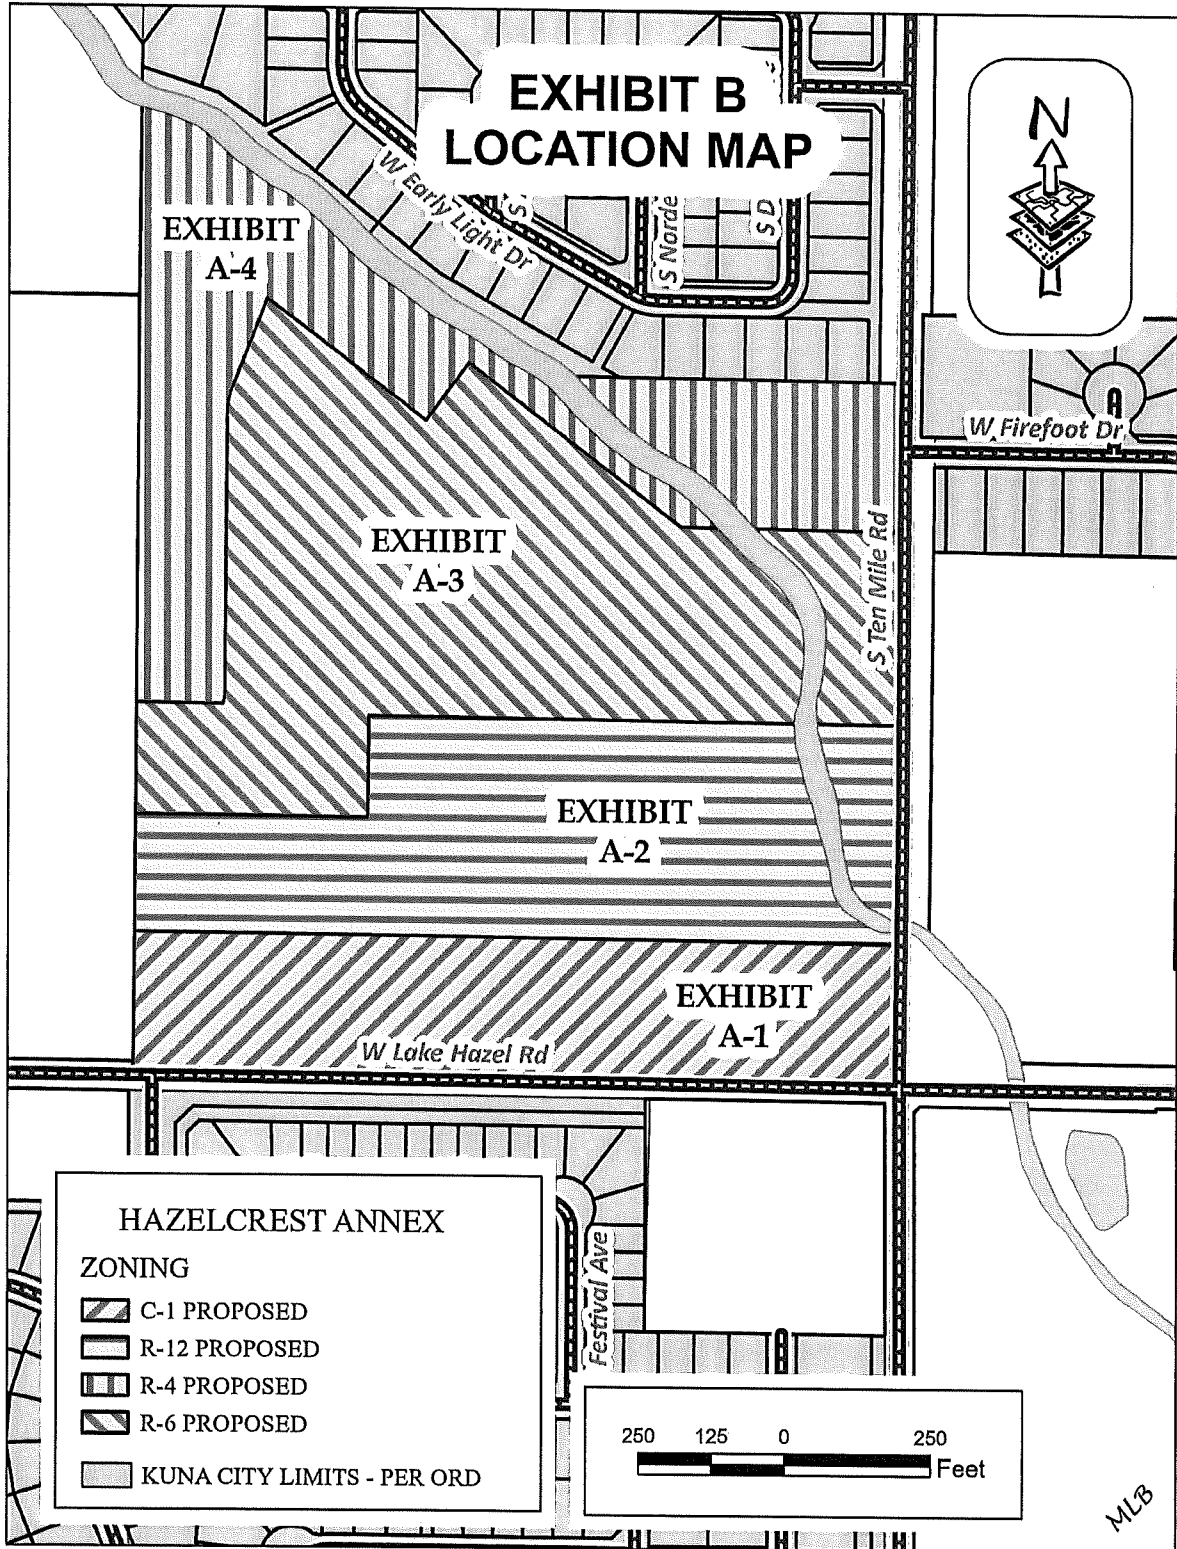 EXHIBIT B
LOCATION MAP
N
W Early Light Dr
S
S Norde
S D
EXHIBIT
A-4
W Firefoot Dr
EXHIBIT
A-3
S Ten Mile Rd
EXHIBIT
A-2
EXHIBIT
A-1
W Lake Hazel Rd
HAZELCREST ANNEX
ZONING
C-1 PROPOSED
R-12 PROPOSED
R-4 PROPOSED
R-6 PROPOSED
KUNA CITY LIMITS - PER ORD
Festival Ave
250 125 0 250
Feet
MLB